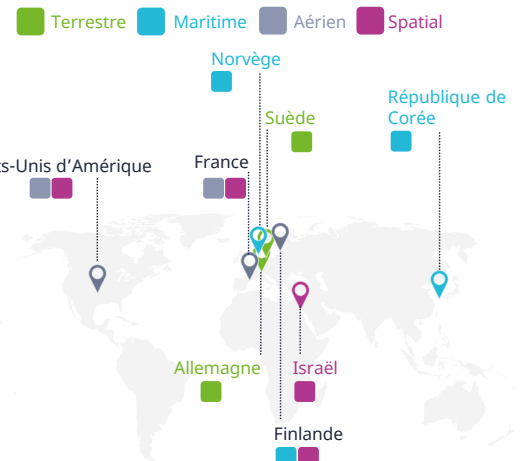 Terrestre Maritime Aérien Spatial
Norvège
République de
Corée
Suède
ts-Unis d’Amérique
France
Allemagne
Israël
Finlande